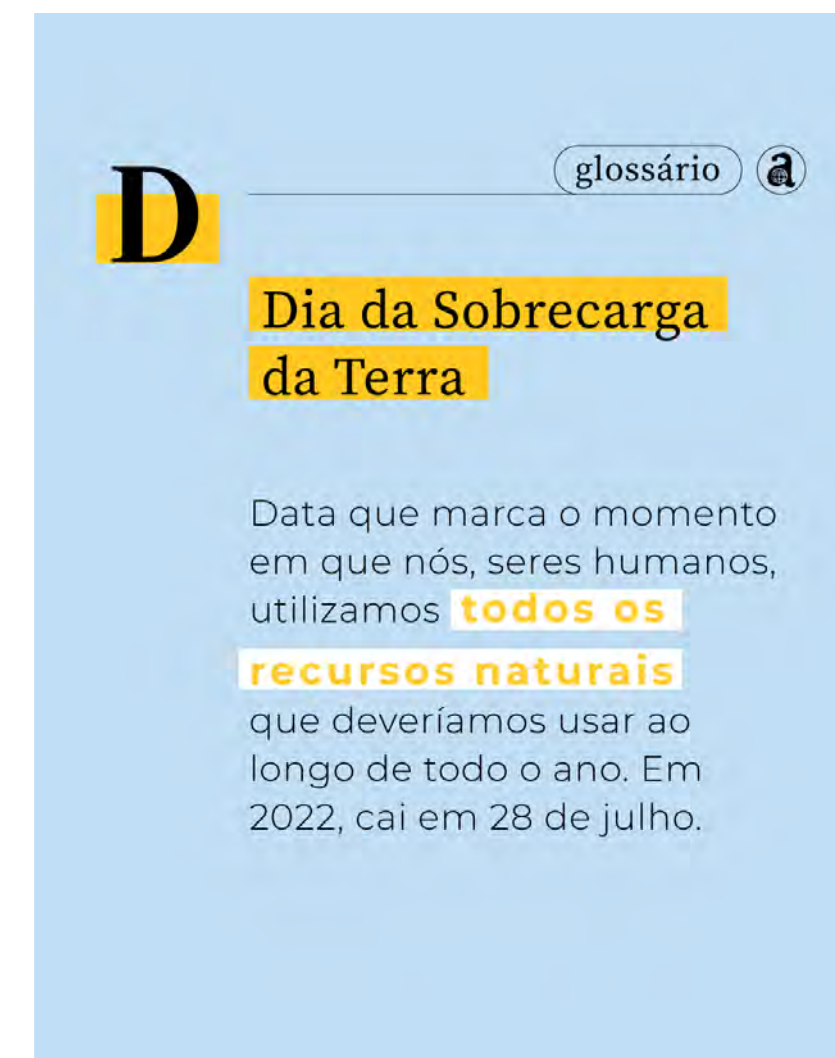 glossário a
D
Dia da Sobrecarga
da Terra
Data que marca o momento
em que nós, seres humanos,
utilizamos todos os
recursos naturais
que deveríamos usar ao
longo de todo o ano. Em
2022, cai em 28 de julho.